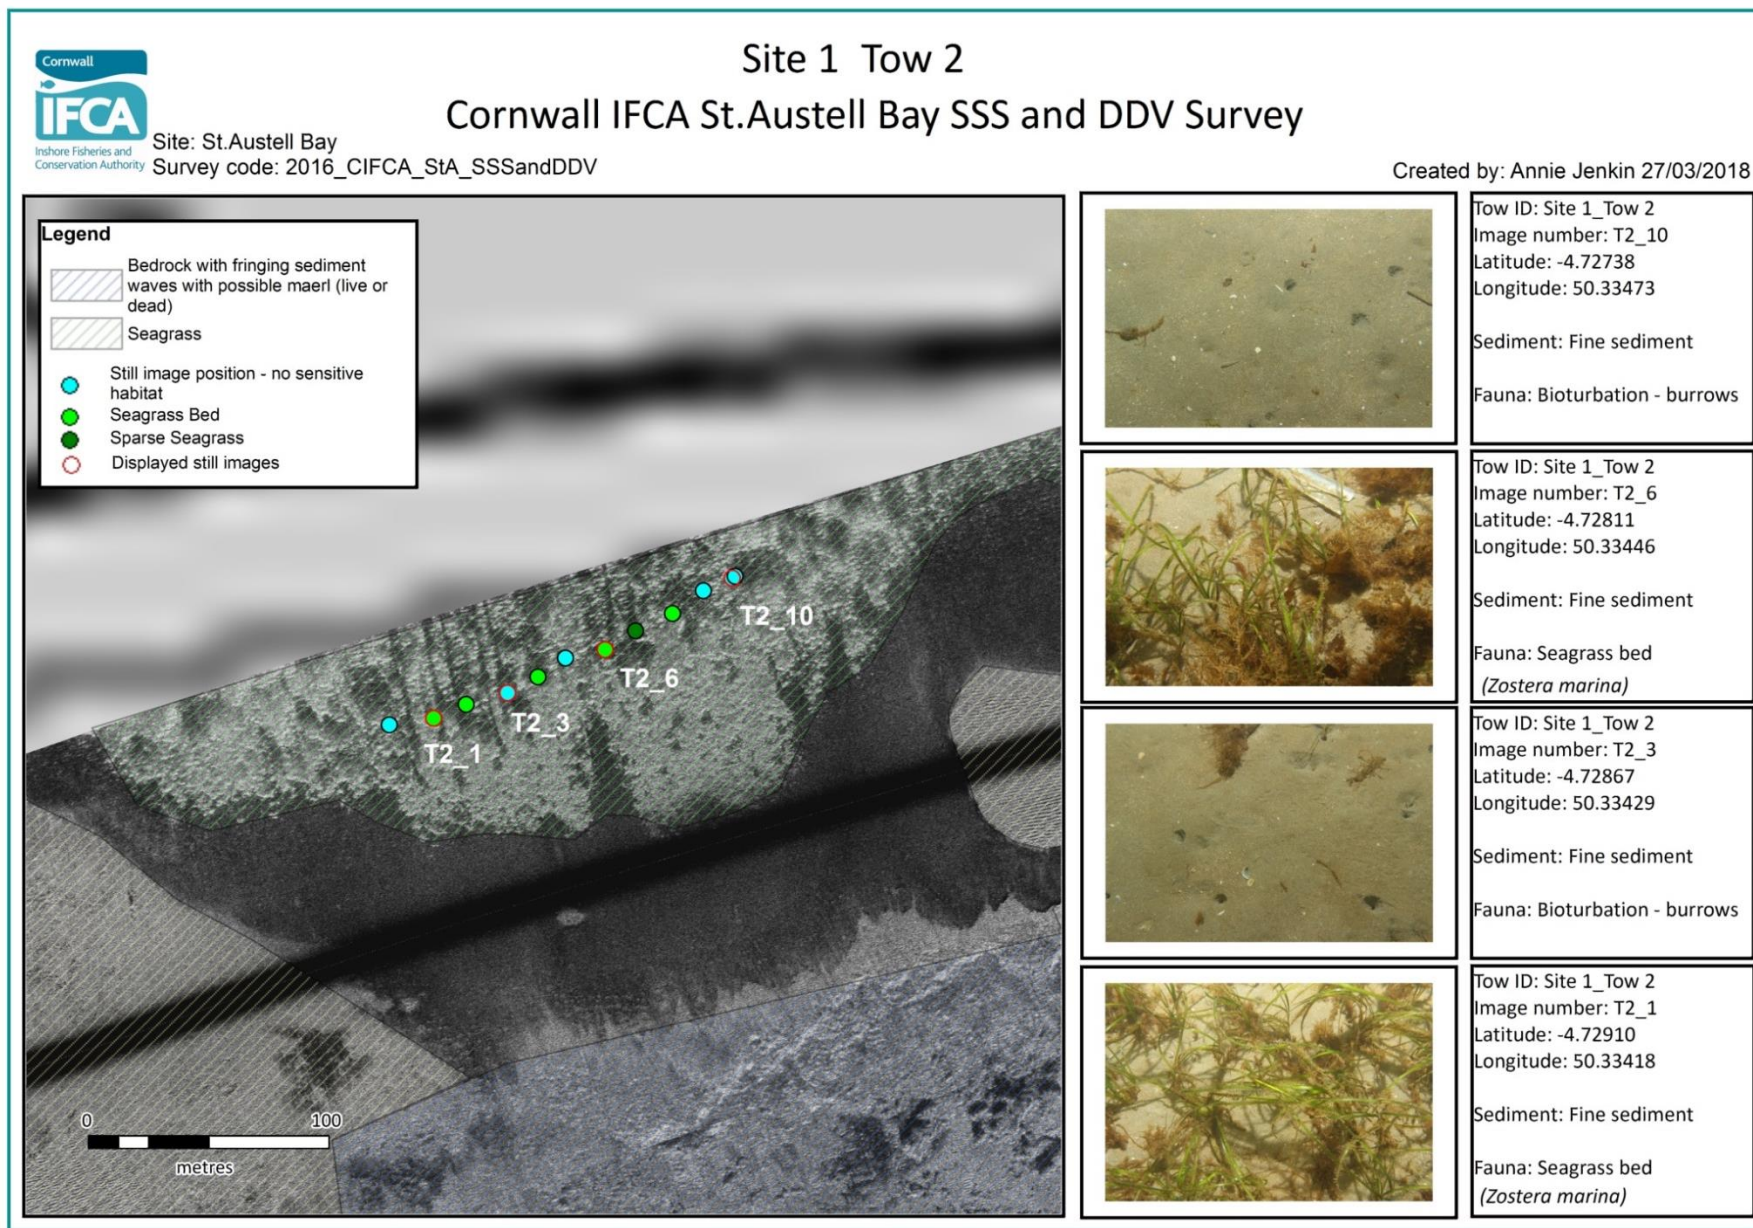 Cornwall
IFCA
Inshore Fisheries and
Conservation Authority
Site 1 Tow 2
Cornwall IFCA St.Austell Bay SSS and DDV Survey
Site: St.Austell Bay
Survey code: 2016_CIFCA_StA_SSSandDDV
Created by: Annie Jenkin 27/03/2018
Legend
Bedrock with fringing sediment
waves with possible maerl (live or
dead)
Seagrass
Still image position - no sensitive
habitat
Seagrass Bed
Sparse Seagrass
Displayed still images
T2_10
T2_6
T2_3
T2_1
0 100
metres
Tow ID: Site 1_Tow 2
Image number: T2_10
Latitude: -4.72738
Longitude: 50.33473
Sediment: Fine sediment
Fauna: Bioturbation - burrows
Tow ID: Site 1_Tow 2
Image number: T2_6
Latitude: -4.72811
Longitude: 50.33446
Sediment: Fine sediment
Fauna: Seagrass bed
(Zostera marina)
Tow ID: Site 1_Tow 2
Image number: T2_3
Latitude: -4.72867
Longitude: 50.33429
Sediment: Fine sediment
Fauna: Bioturbation - burrows
Tow ID: Site 1_Tow 2
Image number: T2_1
Latitude: -4.72910
Longitude: 50.33418
Sediment: Fine sediment
Fauna: Seagrass bed
(Zostera marina)